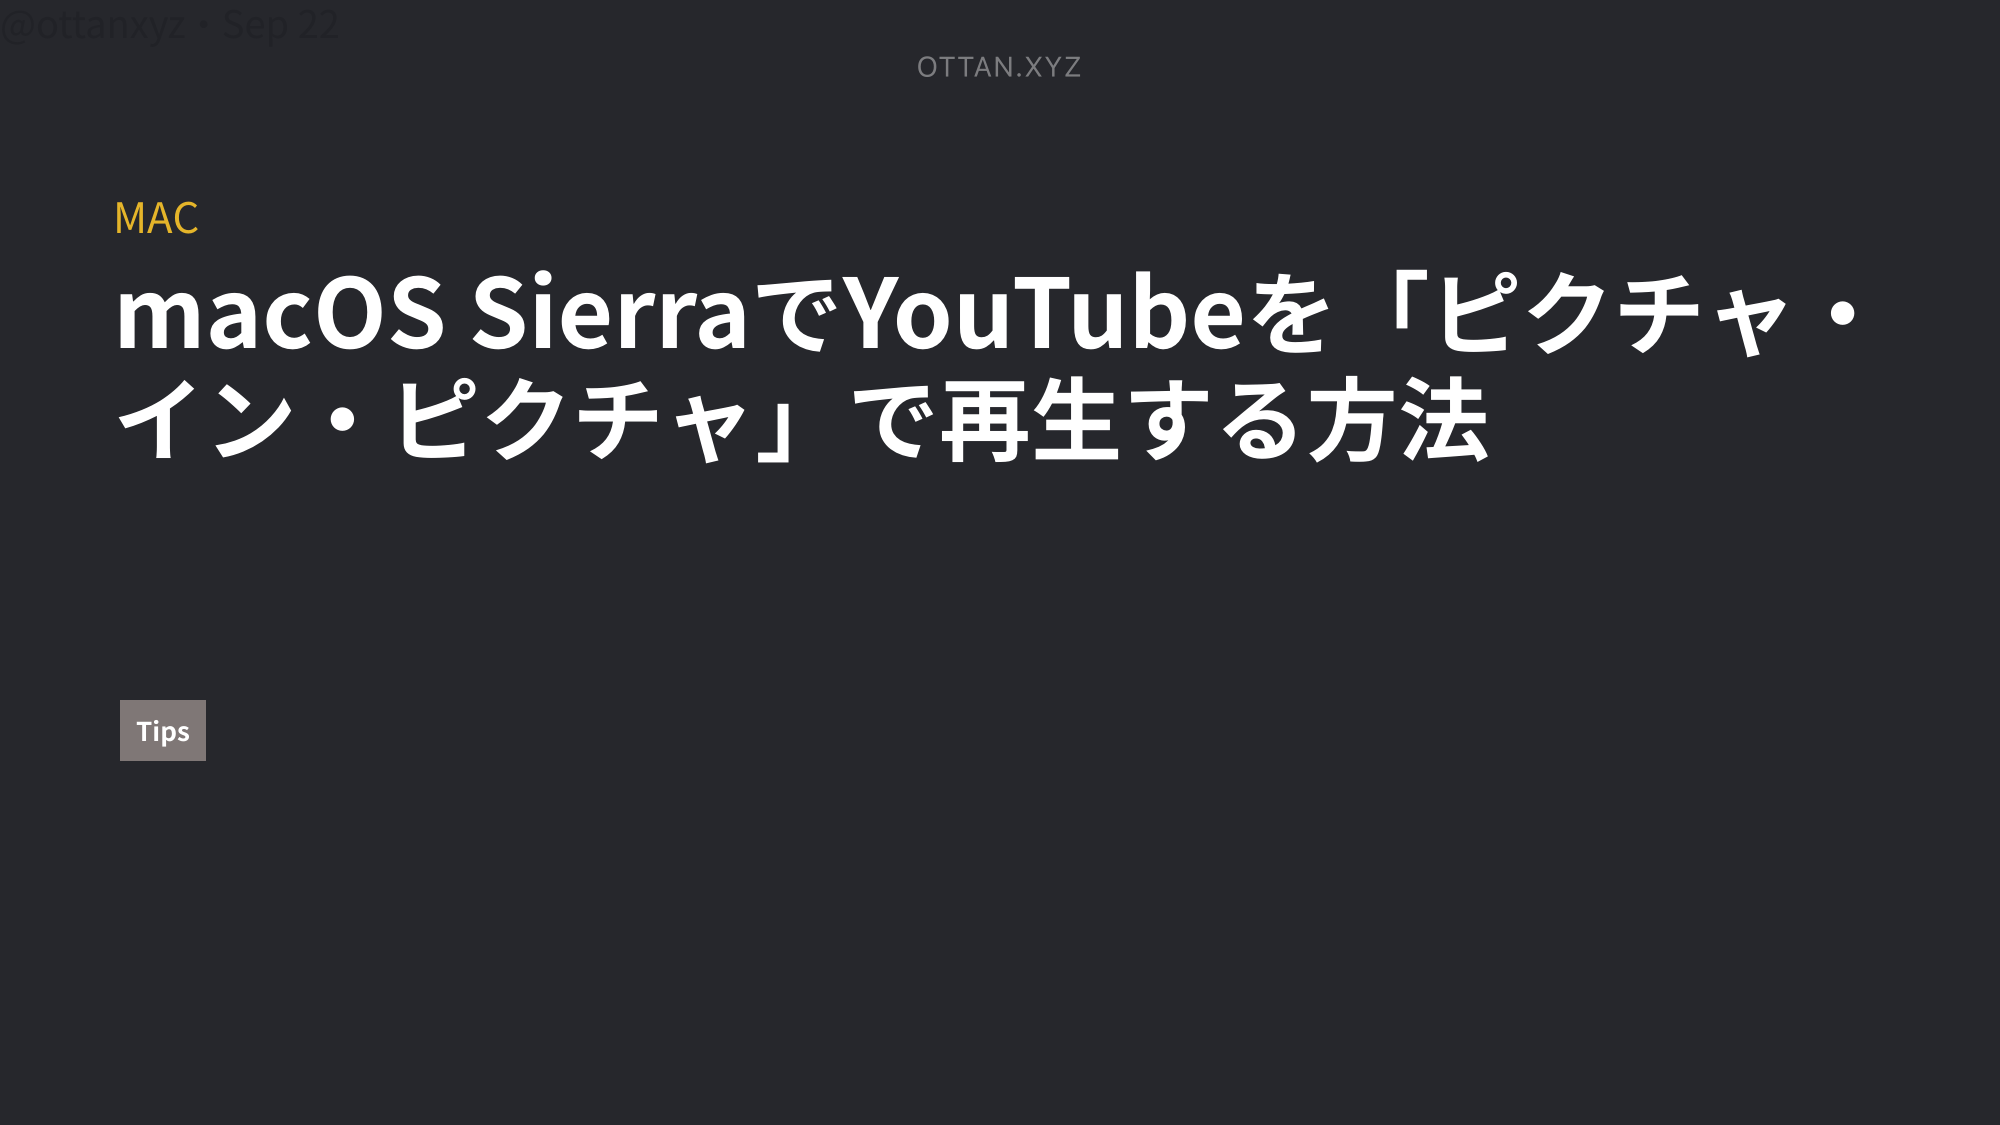 @ottanxyz・Sep 22
OTTAN.XYZ
MAC
macOS SierraでYouTubeを「ピクチャ・
イン・ピクチャ」で再生する方法
Tips